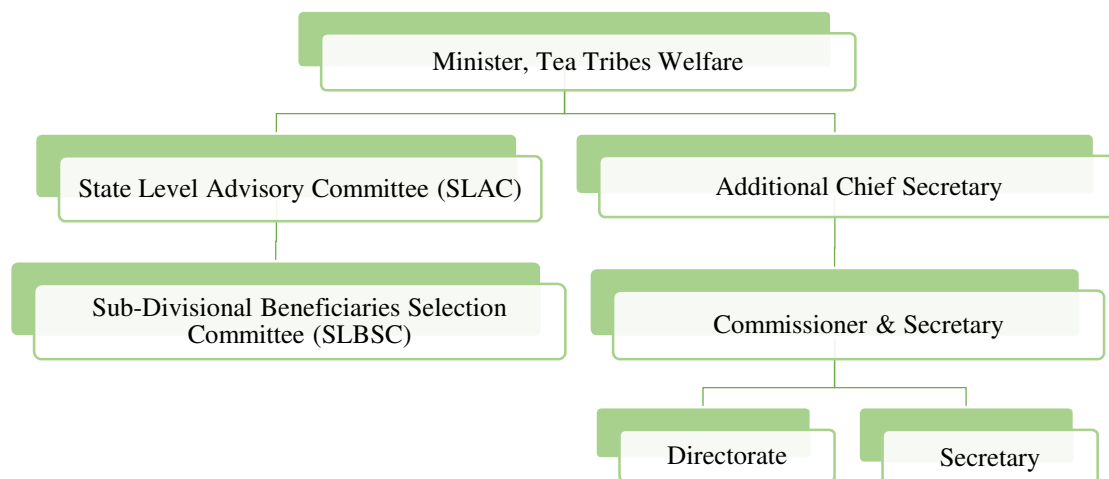 Minister, Tea Tribes Welfare
State Level Advisory Committee (SLAC)
Additional Chief Secretary
Sub-Divisional Beneficiaries Selection
Committee (SLBSC)
Commissioner & Secretary
Directorate
Secretary